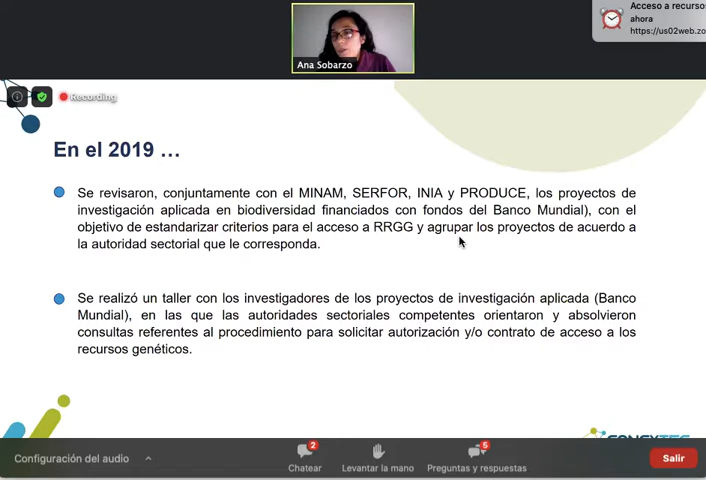 Acceso a recurso
ahora
https://us02web.zo
Ana Sobarzo
Recording
En el 2019 ...
Se revisaron, conjuntamente con el MINAM, SERFOR, INIA y PRODUCE, los proyectos de
investigación aplicada en biodiversidad financiados con fondos del Banco Mundial), con el
objetivo de estandarizar criterios para el acceso a RRGG y agrupar los proyectos de acuerdo a
la autoridad sectorial que le corresponda.
Se realizó un taller con los investigadores de los proyectos de investigación aplicada (Banco
Mundial), en las que las autoridades sectoriales competentes orientaron y absolvieron
consultas referentes al procedimiento para solicitar autorización y/o contrato de acceso a los
recursos genéticos.
Configuración del audio
2
Chatear
Levantar la mano
5
Preguntas y respuestas
Salir